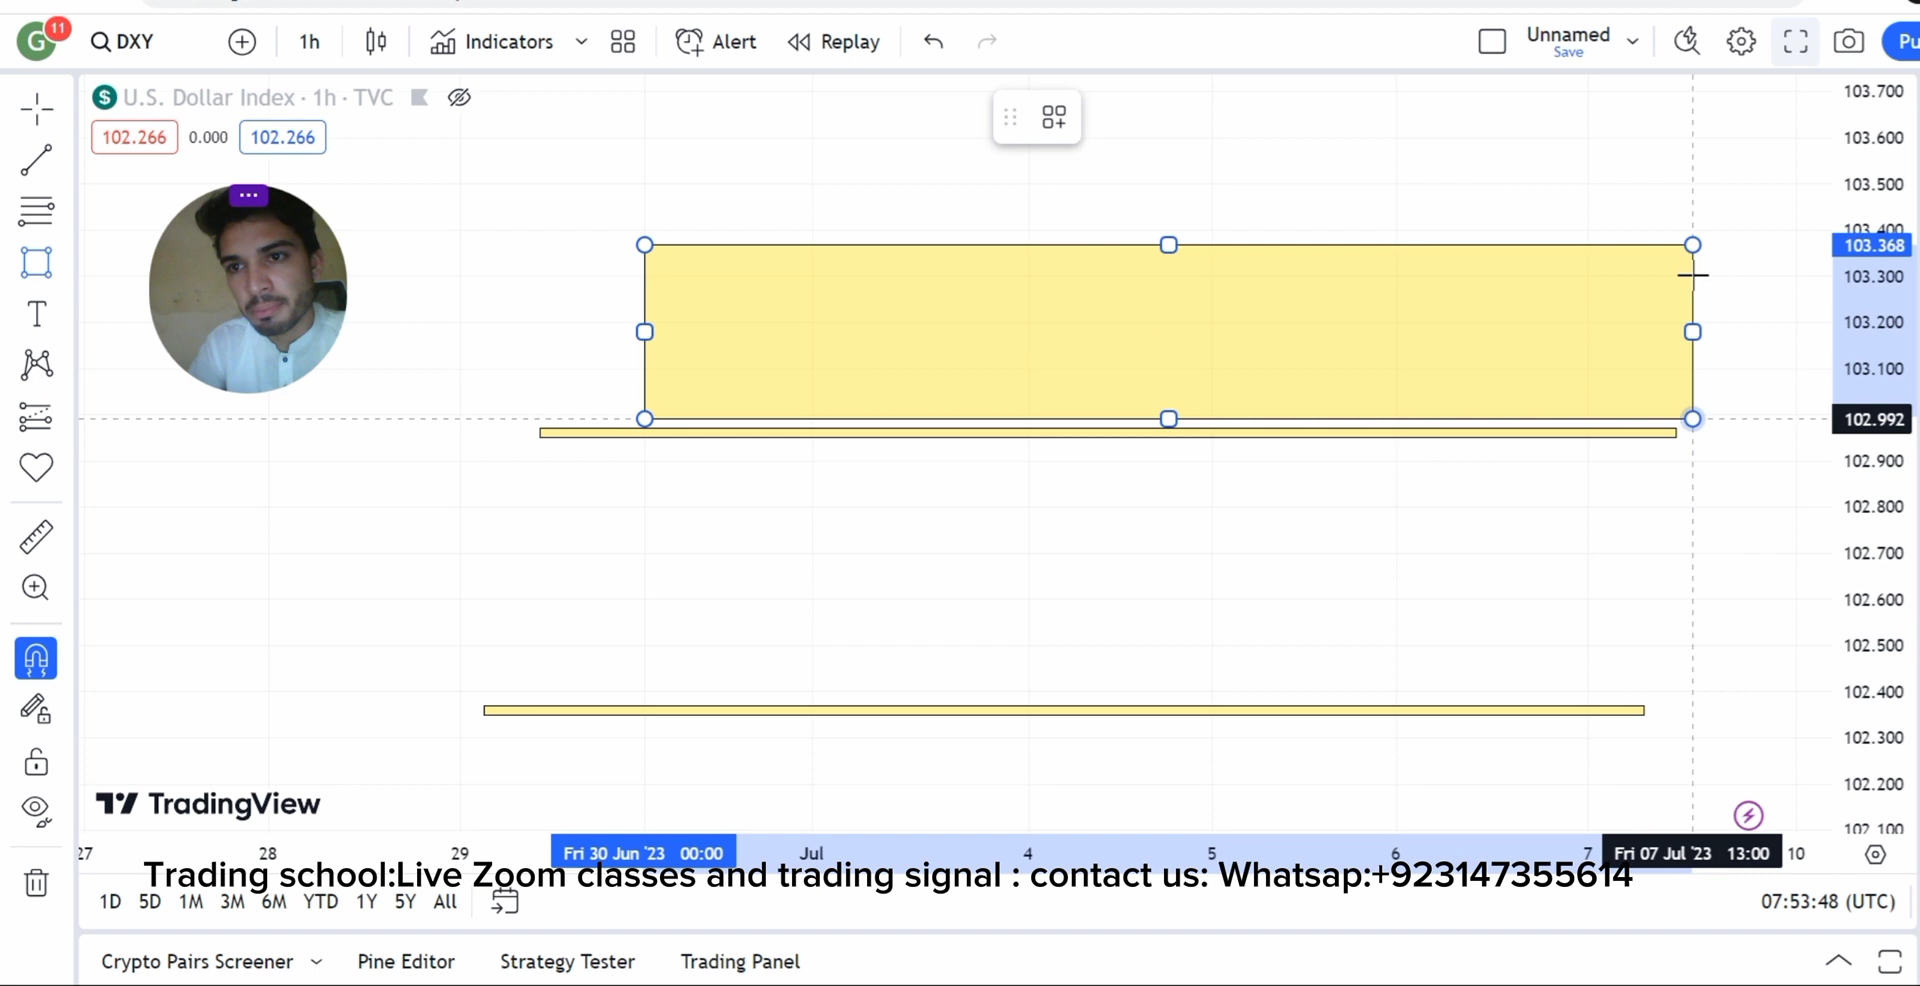 G 11 DXY 1h Indicators Alert Replay Unnamed Save Pu
U.S. Dollar Index · 1h · TVC
102.266 0.000 102.266
103.700
103.600
103.500
103.400
103.368
103.300
103.200
103.100
102.992
102.900
102.800
102.700
102.600
102.500
102.400
102.300
102.200
102.100
TradingView
27 28 29 Fri 30 Jun '23 00:00 Jul 4 5 6 7 Fri 07 Jul '23 13:00 10
Trading school:Live Zoom classes and trading signal : contact us: Whatsap:+923147355614
1D 5D 1M 3M 6M YTD 1Y 5Y All 07:53:48 (UTC)
Crypto Pairs Screener Pine Editor Strategy Tester Trading Panel